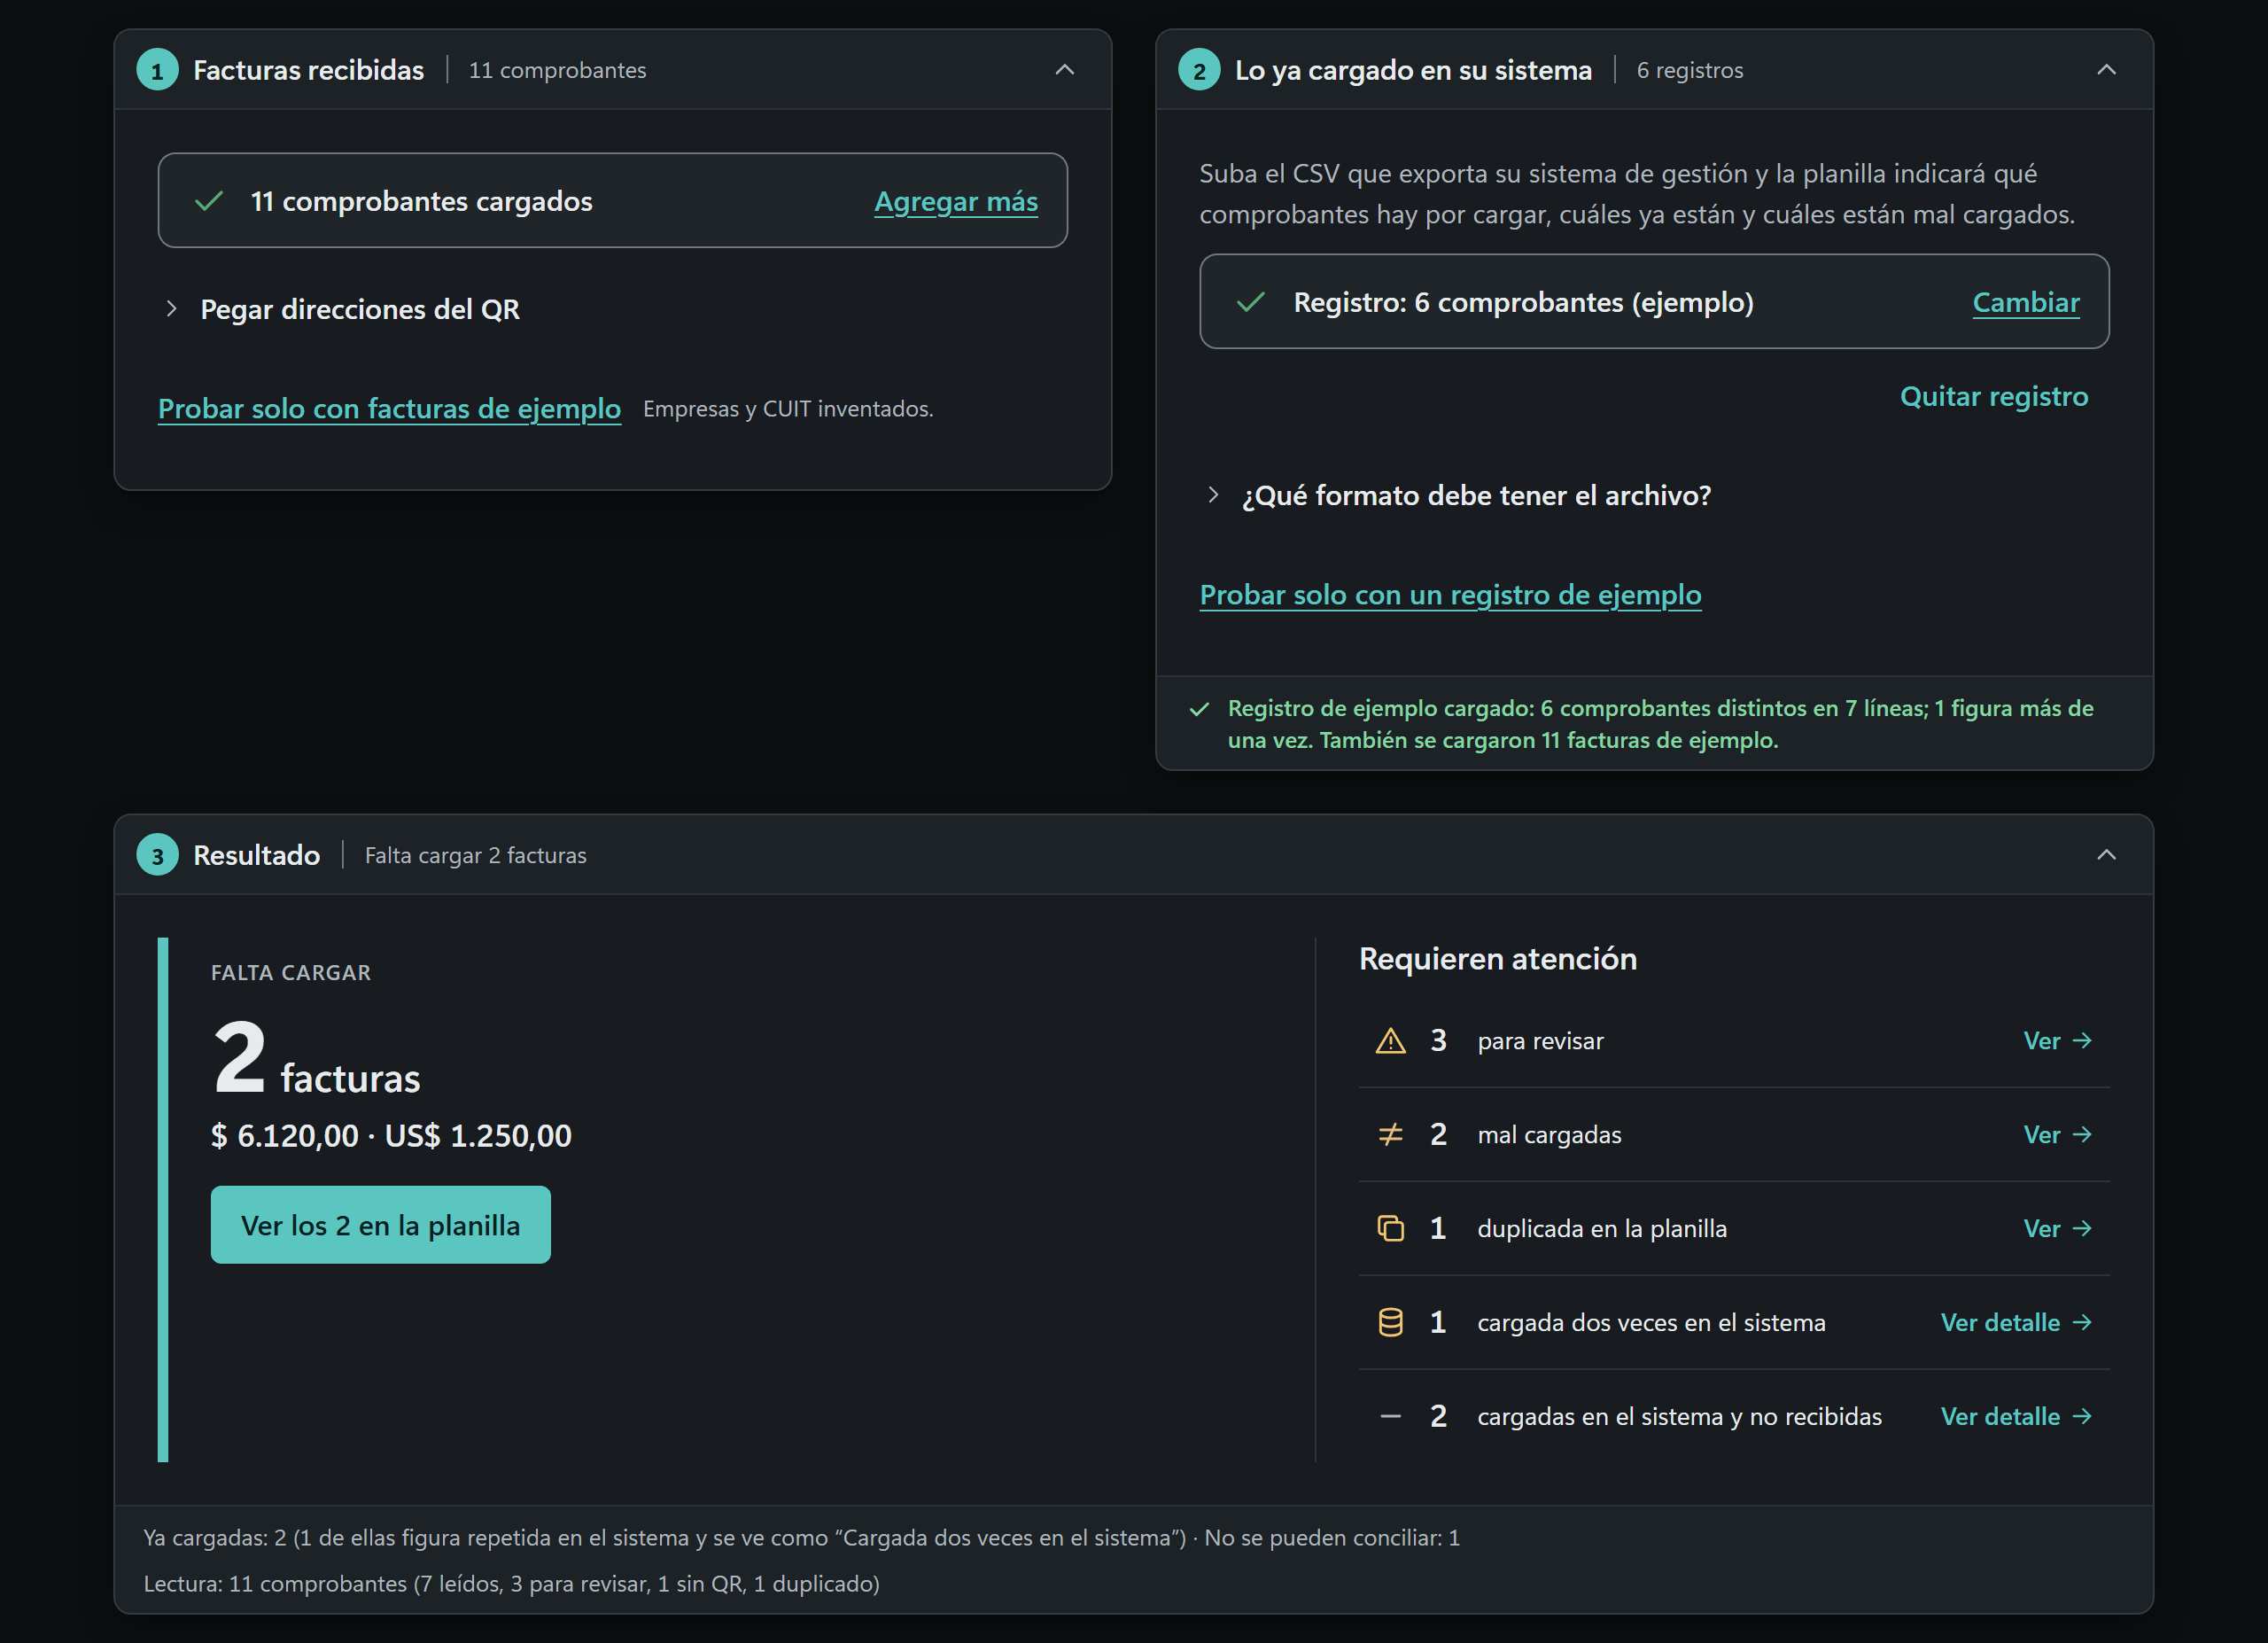 1 Facturas recibidas 11 comprobantes
11 comprobantes cargados Agregar más
Pegar direcciones del QR
Probar solo con facturas de ejemplo Empresas y CUIT inventados.
2 Lo ya cargado en su sistema 6 registros
Suba el CSV que exporta su sistema de gestión y la planilla indicará qué
comprobantes hay por cargar, cuáles ya están y cuáles están mal cargados.
Registro: 6 comprobantes (ejemplo) Cambiar
Quitar registro
¿Qué formato debe tener el archivo?
Probar solo con un registro de ejemplo
Registro de ejemplo cargado: 6 comprobantes distintos en 7 líneas; 1 figura más de
una vez. También se cargaron 11 facturas de ejemplo.
3 Resultado Falta cargar 2 facturas
FALTA CARGAR
2 facturas
$ 6.120,00 · US$ 1.250,00
Ver los 2 en la planilla
Requieren atención
3 para revisar Ver →
≠ 2 mal cargadas Ver →
1 duplicada en la planilla Ver →
1 cargada dos veces en el sistema Ver detalle →
— 2 cargadas en el sistema y no recibidas Ver detalle →
Ya cargadas: 2 (1 de ellas figura repetida en el sistema y se ve como “Cargada dos veces en el sistema”) · No se pueden conciliar: 1
Lectura: 11 comprobantes (7 leídos, 3 para revisar, 1 sin QR, 1 duplicado)